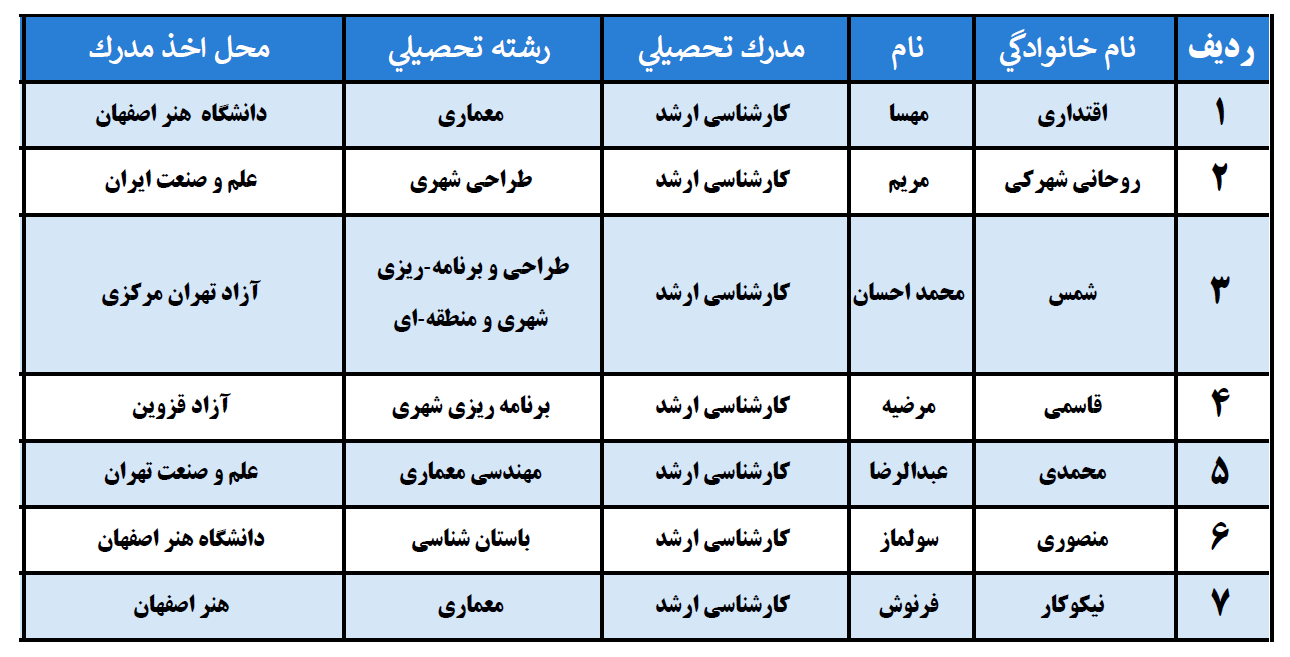 ردیف نام خانوادگي نام مدرك تحصيلي رشته تحصيلي محل اخذ مدرك
۱ اقتداری مهسا کارشناسی ارشد معماری دانشگاه هنر اصفهان
۲ روحانی شهرکی مریم کارشناسی ارشد طراحی شهری علم و صنعت ایران
۳ شمس محمد احسان کارشناسی ارشد طراحی و برنامه-ریزی
شهری و منطقه-ای آزاد تهران مرکزی
۴ قاسمی مرضیه کارشناسی ارشد برنامه ریزی شهری آزاد قزوین
۵ محمدی عبدالرضا کارشناسی ارشد مهندسی معماری علم و صنعت تهران
۶ منصوری سولماز کارشناسی ارشد باستان شناسی دانشگاه هنر اصفهان
۷ نیکوکار فرنوش کارشناسی ارشد معماری هنر اصفهان